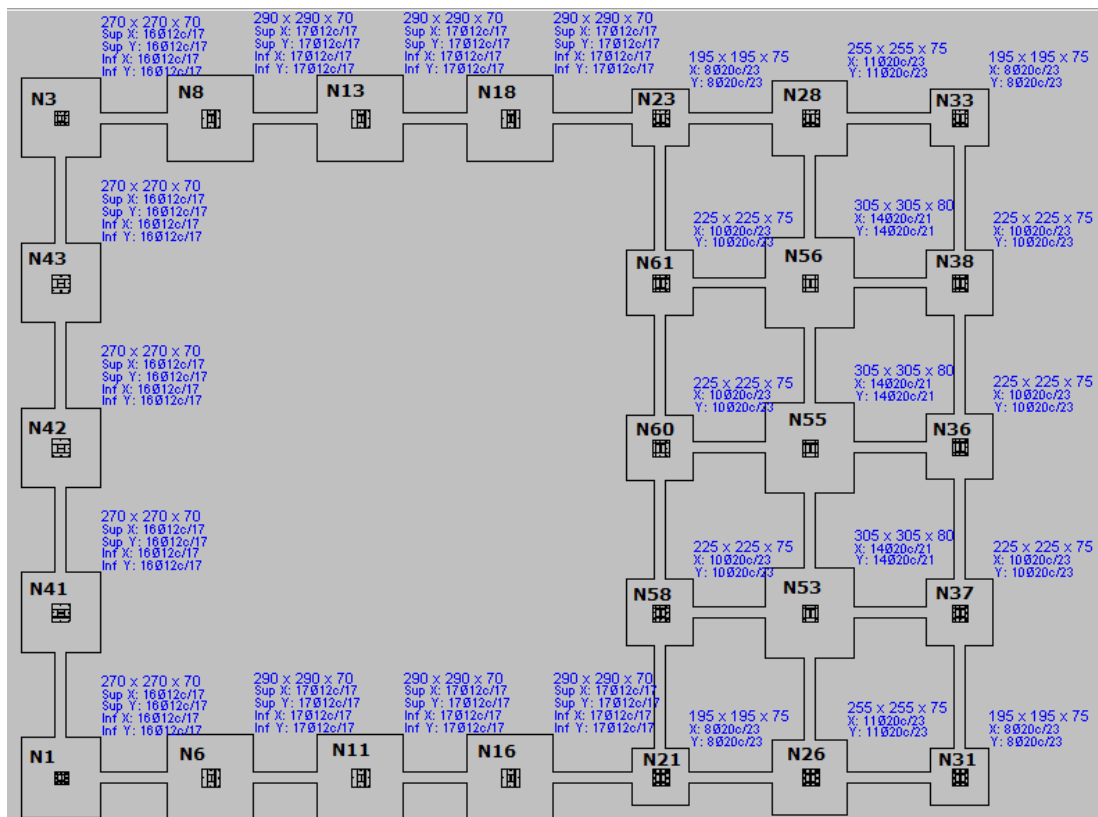 270 x 270 x 70
Sup X: 16Ø12c/17
Sup Y: 16Ø12c/17
Inf X: 16Ø12c/17
Inf Y: 16Ø12c/17
290 x 290 x 70
Sup X: 17Ø12c/17
Sup Y: 17Ø12c/17
Inf X: 17Ø12c/17
Inf Y: 17Ø12c/17
290 x 290 x 70
Sup X: 17Ø12c/17
Sup Y: 17Ø12c/17
Inf X: 17Ø12c/17
Inf Y: 17Ø12c/17
290 x 290 x 70
Sup X: 17Ø12c/17
Sup Y: 17Ø12c/17
Inf X: 17Ø12c/17
Inf Y: 17Ø12c/17
195 x 195 x 75
X: 8Ø20c/23
Y: 8Ø20c/23
255 x 255 x 75
X: 11Ø20c/23
Y: 11Ø20c/23
195 x 195 x 75
X: 8Ø20c/23
Y: 8Ø20c/23
N3
N8
N13
N18
N23
N28
N33
270 x 270 x 70
Sup X: 16Ø12c/17
Sup Y: 16Ø12c/17
Inf X: 16Ø12c/17
Inf Y: 16Ø12c/17
225 x 225 x 75
X: 10Ø20c/23
Y: 10Ø20c/23
305 x 305 x 80
X: 14Ø20c/21
Y: 14Ø20c/21
225 x 225 x 75
X: 10Ø20c/23
Y: 10Ø20c/23
N43
N61
N56
N38
270 x 270 x 70
Sup X: 16Ø12c/17
Sup Y: 16Ø12c/17
Inf X: 16Ø12c/17
Inf Y: 16Ø12c/17
225 x 225 x 75
X: 10Ø20c/23
Y: 10Ø20c/23
305 x 305 x 80
X: 14Ø20c/21
Y: 14Ø20c/21
225 x 225 x 75
X: 10Ø20c/23
Y: 10Ø20c/23
N42
N60
N55
N36
270 x 270 x 70
Sup X: 16Ø12c/17
Sup Y: 16Ø12c/17
Inf X: 16Ø12c/17
Inf Y: 16Ø12c/17
225 x 225 x 75
X: 10Ø20c/23
Y: 10Ø20c/23
305 x 305 x 80
X: 14Ø20c/21
Y: 14Ø20c/21
225 x 225 x 75
X: 10Ø20c/23
Y: 10Ø20c/23
N41
N58
N53
N37
270 x 270 x 70
Sup X: 16Ø12c/17
Sup Y: 16Ø12c/17
Inf X: 16Ø12c/17
Inf Y: 16Ø12c/17
290 x 290 x 70
Sup X: 17Ø12c/17
Sup Y: 17Ø12c/17
Inf X: 17Ø12c/17
Inf Y: 17Ø12c/17
290 x 290 x 70
Sup X: 17Ø12c/17
Sup Y: 17Ø12c/17
Inf X: 17Ø12c/17
Inf Y: 17Ø12c/17
290 x 290 x 70
Sup X: 17Ø12c/17
Sup Y: 17Ø12c/17
Inf X: 17Ø12c/17
Inf Y: 17Ø12c/17
195 x 195 x 75
X: 8Ø20c/23
Y: 8Ø20c/23
255 x 255 x 75
X: 11Ø20c/23
Y: 11Ø20c/23
195 x 195 x 75
X: 8Ø20c/23
Y: 8Ø20c/23
N1
N6
N11
N16
N21
N26
N31